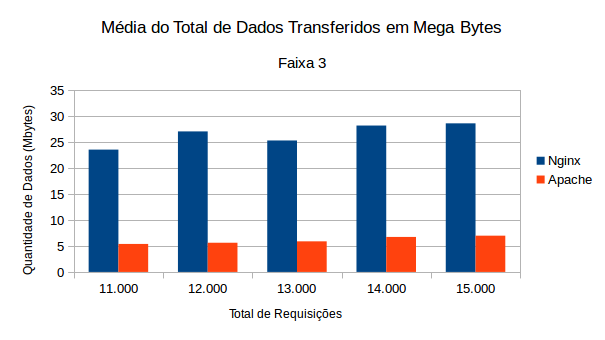 Média do Total de Dados Transferidos em Mega Bytes
Faixa 3
Quantidade de Dados (Mbytes)
35
30
25
20
15
10
5
0
11.000 12.000 13.000 14.000 15.000
Total de Requisições
Nginx
Apache